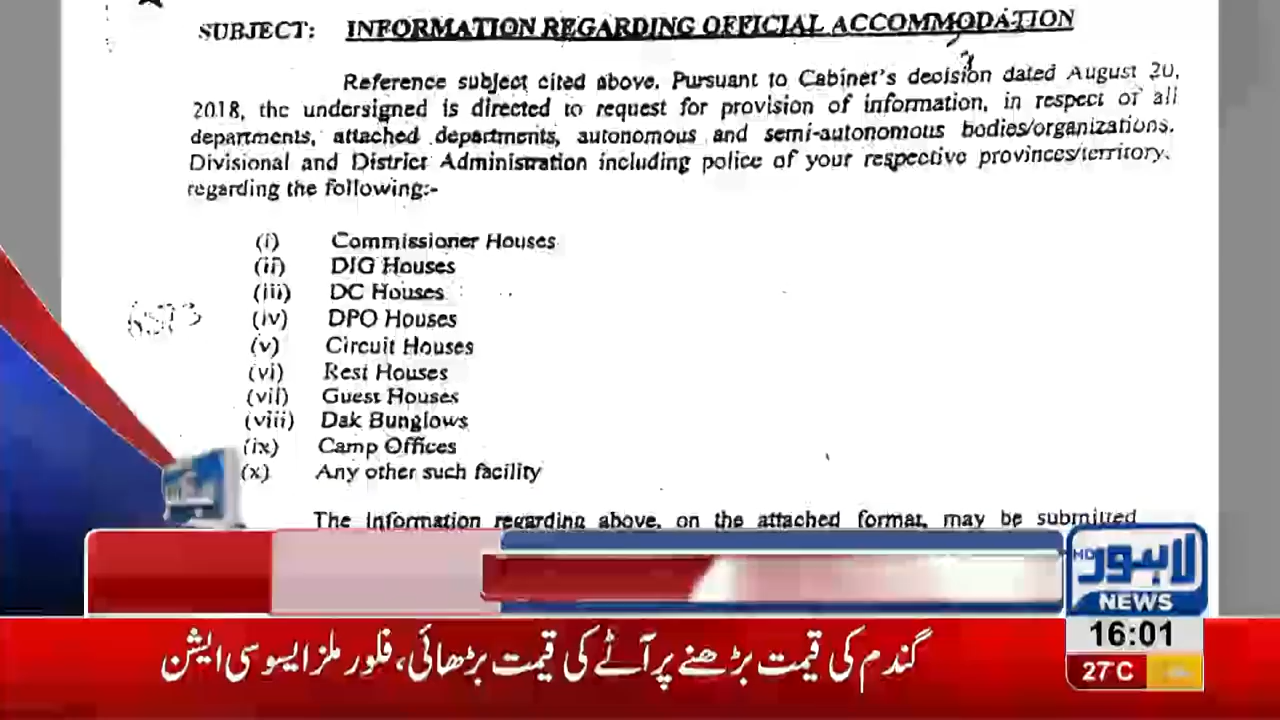 SUBJECT: INFORMATION REGARDING OFFICIAL ACCOMMODATION
Reference subject cited above. Pursuant to Cabinet's decision dated August 20,
2018, the undersigned is directed to request for provision of information, in respect of all
departments, attached departments, autonomous and semi-autonomous bodies/organizations.
Divisional and District Administration including police of your respective provinces/territory.
regarding the following:-
(i) Commissioner Houses
(ii) DIG Houses
(iii) DC Houses
(iv) DPO Houses
(v) Circuit Houses
(vi) Rest Houses
(vii) Guest Houses
(viii) Dak Bunglows
(ix) Camp Offices
(x) Any other such facility
The information regarding above, on the attached format, may be submitted
HD
لاہور
NEWS
16:01
27°C
گندم کی قیمت بڑھنے پر آٹے کی قیمت بڑھائی، فلور ملز ایسوسی ایشن